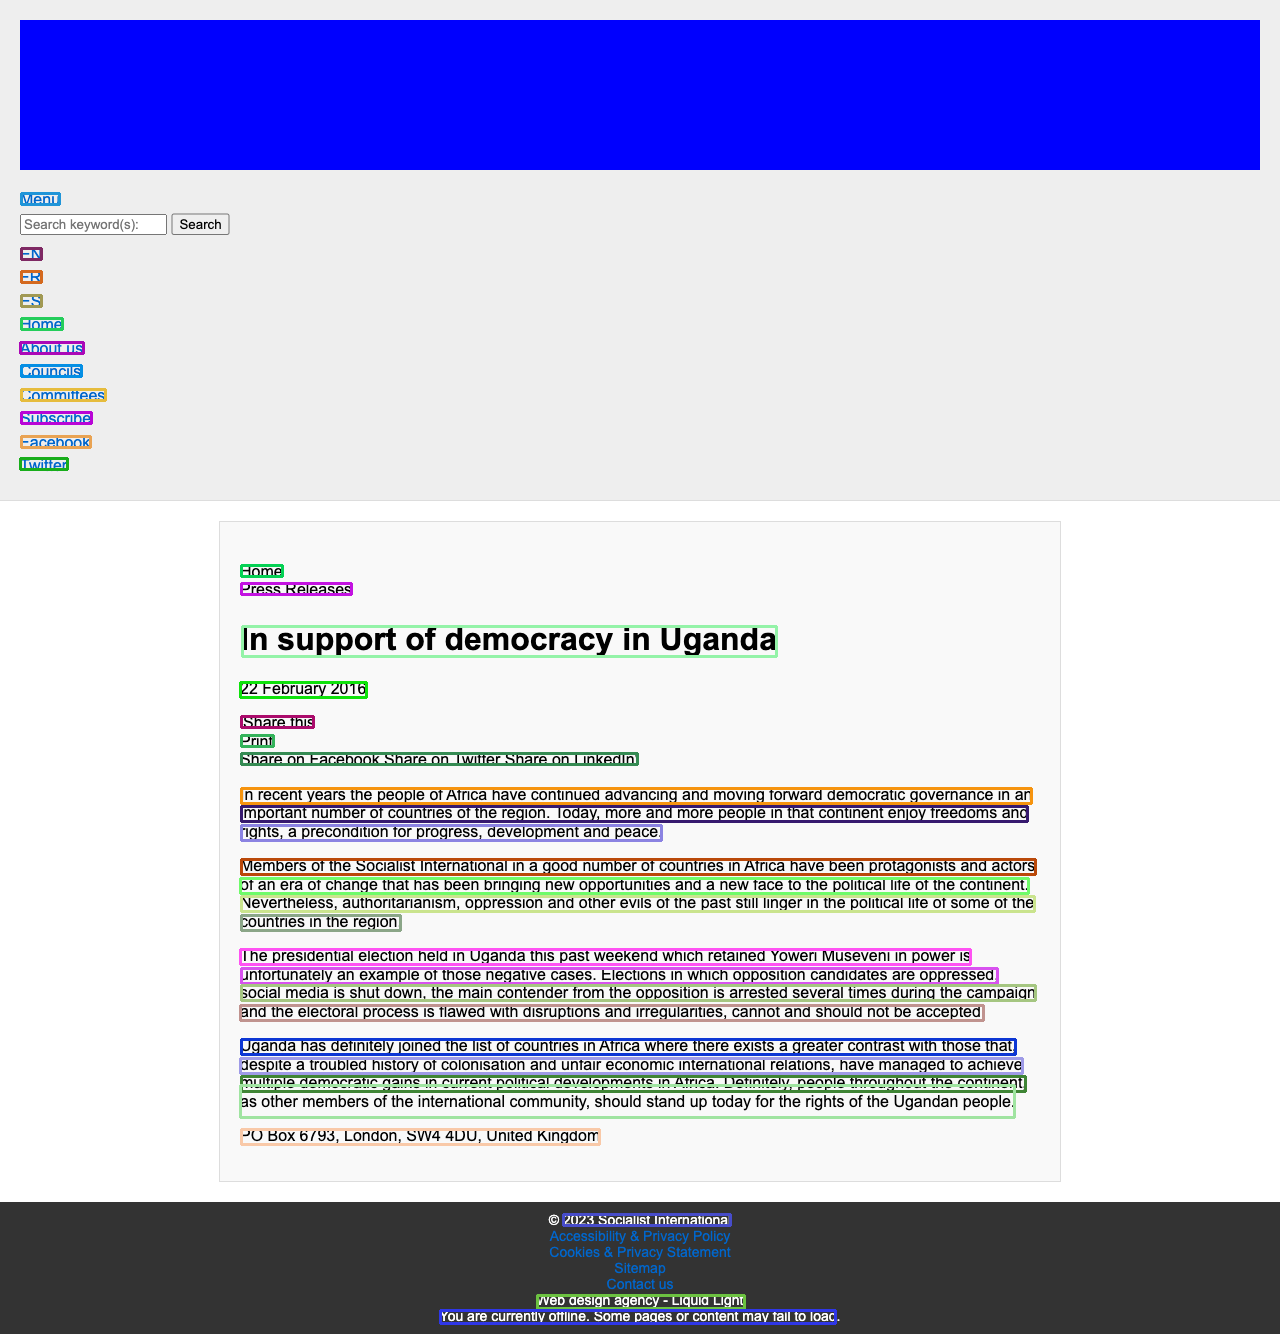 Menu
Search keyword(s): Search
EN
FR
ES
Home
About us
Councils
Committees
Subscribe
Facebook
Twitter
Home
Press Releases
In support of democracy in Uganda
22 February 2016
Share this
Print
Share on Facebook Share on Twitter Share on LinkedIn
In recent years the people of Africa have continued advancing and moving forward democratic governance in an
important number of countries of the region. Today, more and more people in that continent enjoy freedoms and
rights, a precondition for progress, development and peace.
Members of the Socialist International in a good number of countries in Africa have been protagonists and actors
of an era of change that has been bringing new opportunities and a new face to the political life of the continent.
Nevertheless, authoritarianism, oppression and other evils of the past still linger in the political life of some of the
countries in the region.
The presidential election held in Uganda this past weekend which retained Yoweri Museveni in power is
unfortunately an example of those negative cases. Elections in which opposition candidates are oppressed,
social media is shut down, the main contender from the opposition is arrested several times during the campaign
and the electoral process is flawed with disruptions and irregularities, cannot and should not be accepted.
Uganda has definitely joined the list of countries in Africa where there exists a greater contrast with those that,
despite a troubled history of colonisation and unfair economic international relations, have managed to achieve
multiple democratic gains in current political developments in Africa. Definitely, people throughout the continent,
as other members of the international community, should stand up today for the rights of the Ugandan people.
PO Box 6793, London, SW4 4DU, United Kingdom
© 2023 Socialist International
Accessibility & Privacy Policy
Cookies & Privacy Statement
Sitemap
Contact us
Web design agency - Liquid Light
You are currently offline. Some pages or content may fail to load.